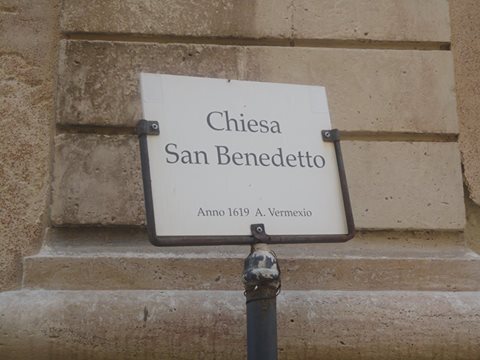 Chiesa
San Benedetto
Anno 1619 A. Vermexio